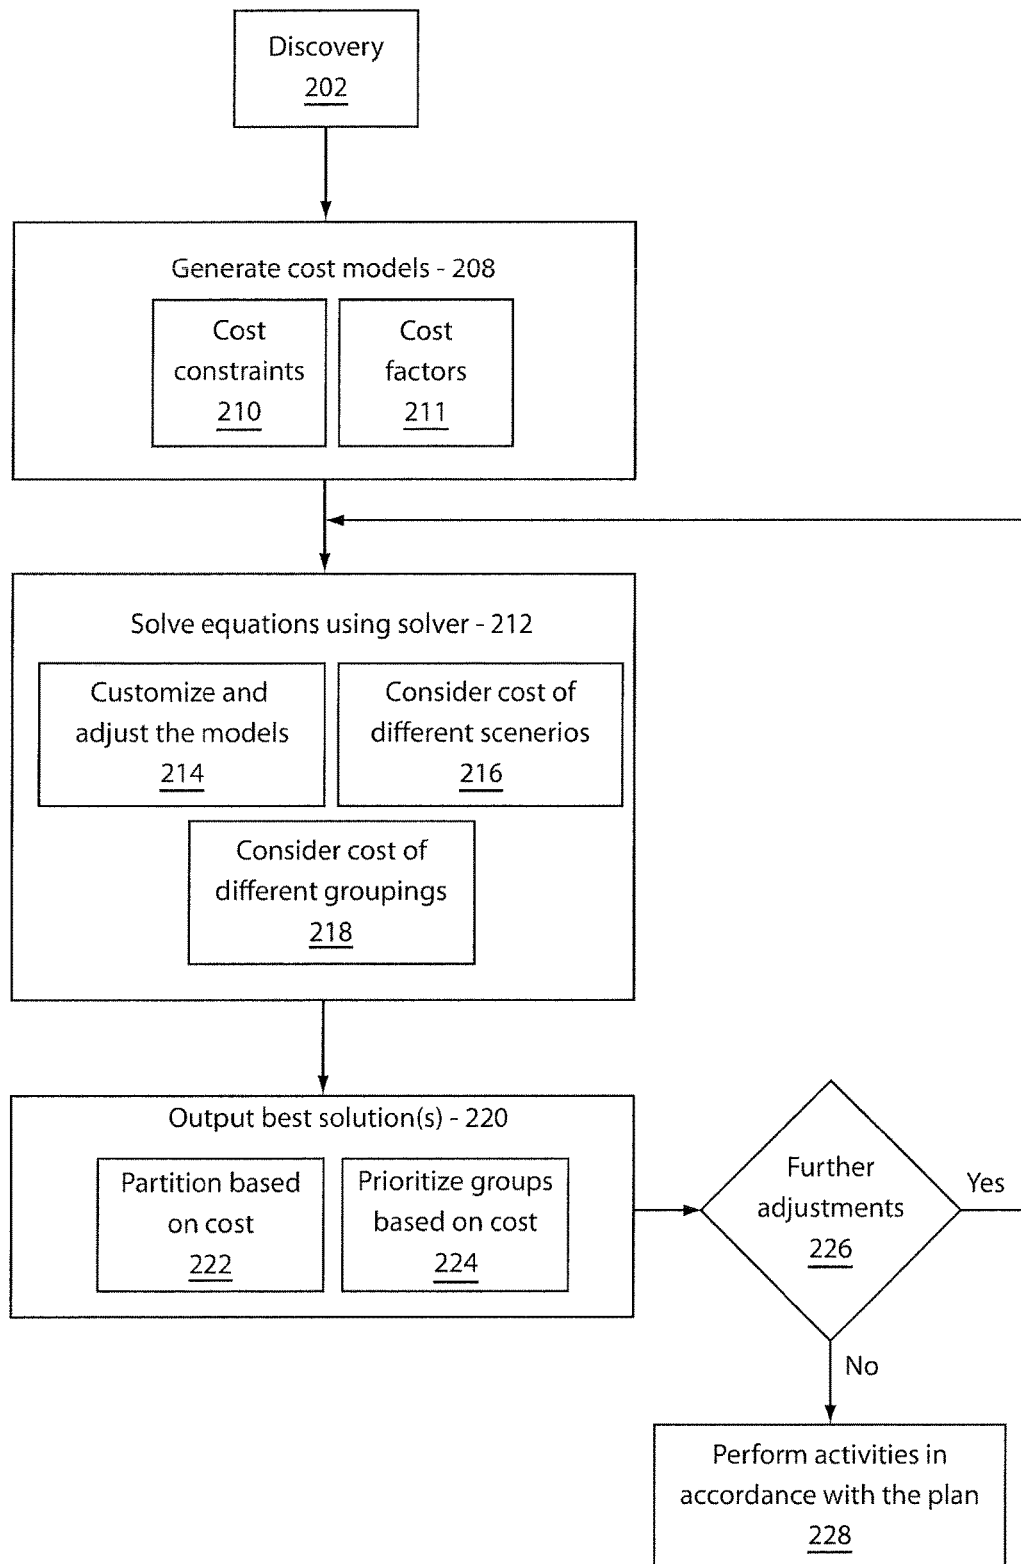 Discovery
202
Generate cost models - 208
Cost
constraints
210
Cost
factors
211
Solve equations using solver - 212
Customize and
adjust the models
214
Consider cost of
different scenerios
216
Consider cost of
different groupings
218
Output best solution(s) - 220
Partition based
on cost
222
Prioritize groups
based on cost
224
Further
adjustments
226
Yes
No
Perform activities in
accordance with the plan
228